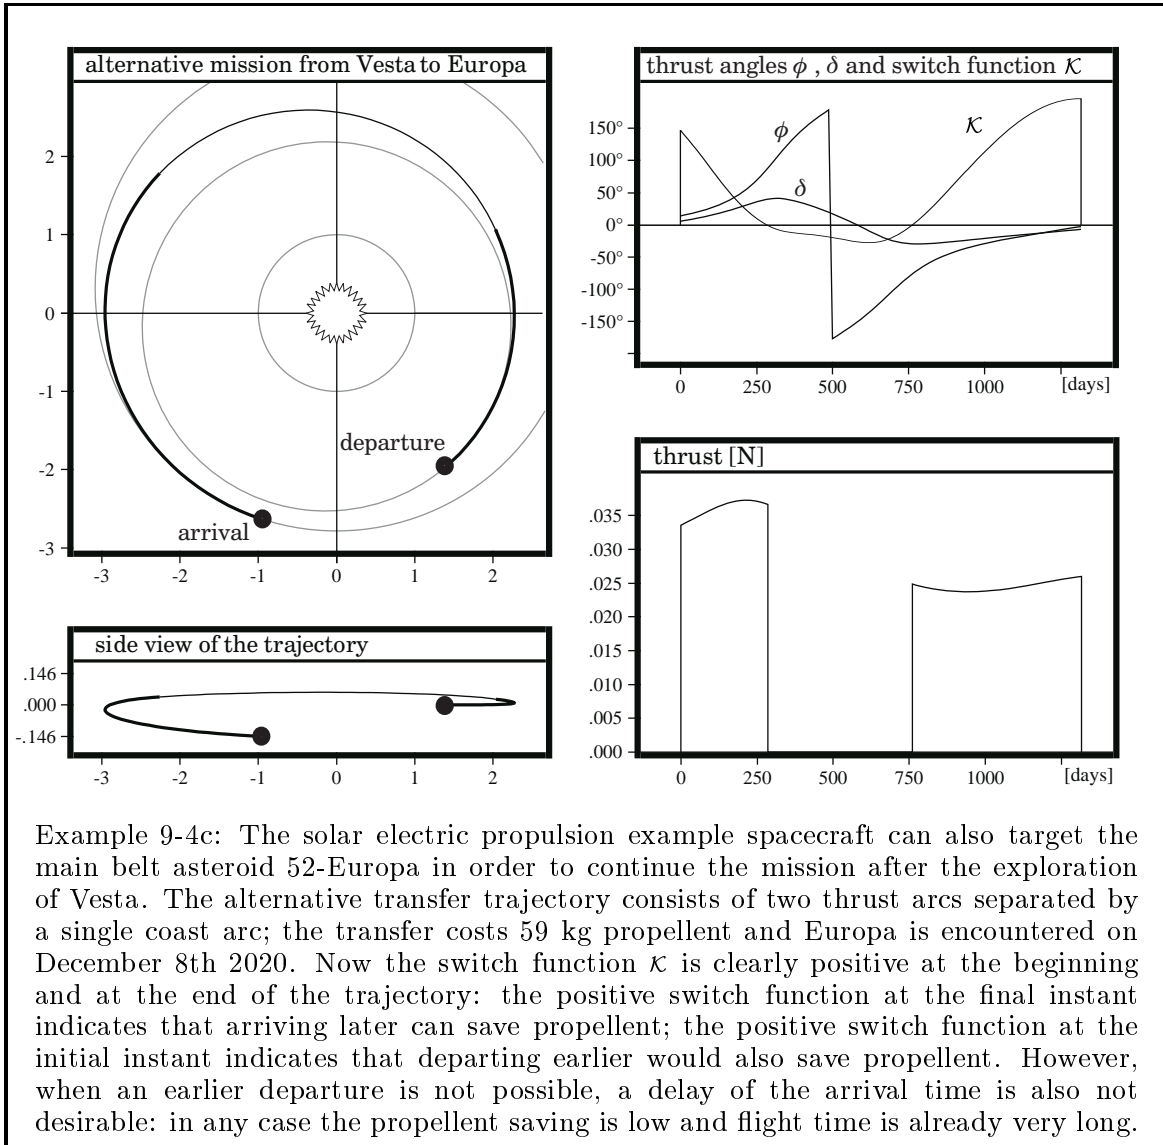 alternative mission from Vesta to Europa
2
1
0
-1
-2
-3
departure
arrival
-3 -2 -1 0 1 2
side view of the trajectory
.146
.000
-.146
-3 -2 -1 0 1 2
thrust angles ϕ , δ and switch function 𝒦
150°
100°
50°
0°
-50°
-100°
-150°
ϕ
δ
𝒦
0 250 500 750 1000 [days]
thrust [N]
.035
.030
.025
.020
.015
.010
.005
.000
0 250 500 750 1000 [days]
Example 9-4c: The solar electric propulsion example spacecraft can also target the
main belt asteroid 52-Europa in order to continue the mission after the exploration
of Vesta. The alternative transfer trajectory consists of two thrust arcs separated by
a single coast arc; the transfer costs 59 kg propellent and Europa is encountered on
December 8th 2020. Now the switch function 𝒦 is clearly positive at the beginning
and at the end of the trajectory: the positive switch function at the final instant
indicates that arriving later can save propellent; the positive switch function at the
initial instant indicates that departing earlier would also save propellent. However,
when an earlier departure is not possible, a delay of the arrival time is also not
desirable: in any case the propellent saving is low and flight time is already very long.